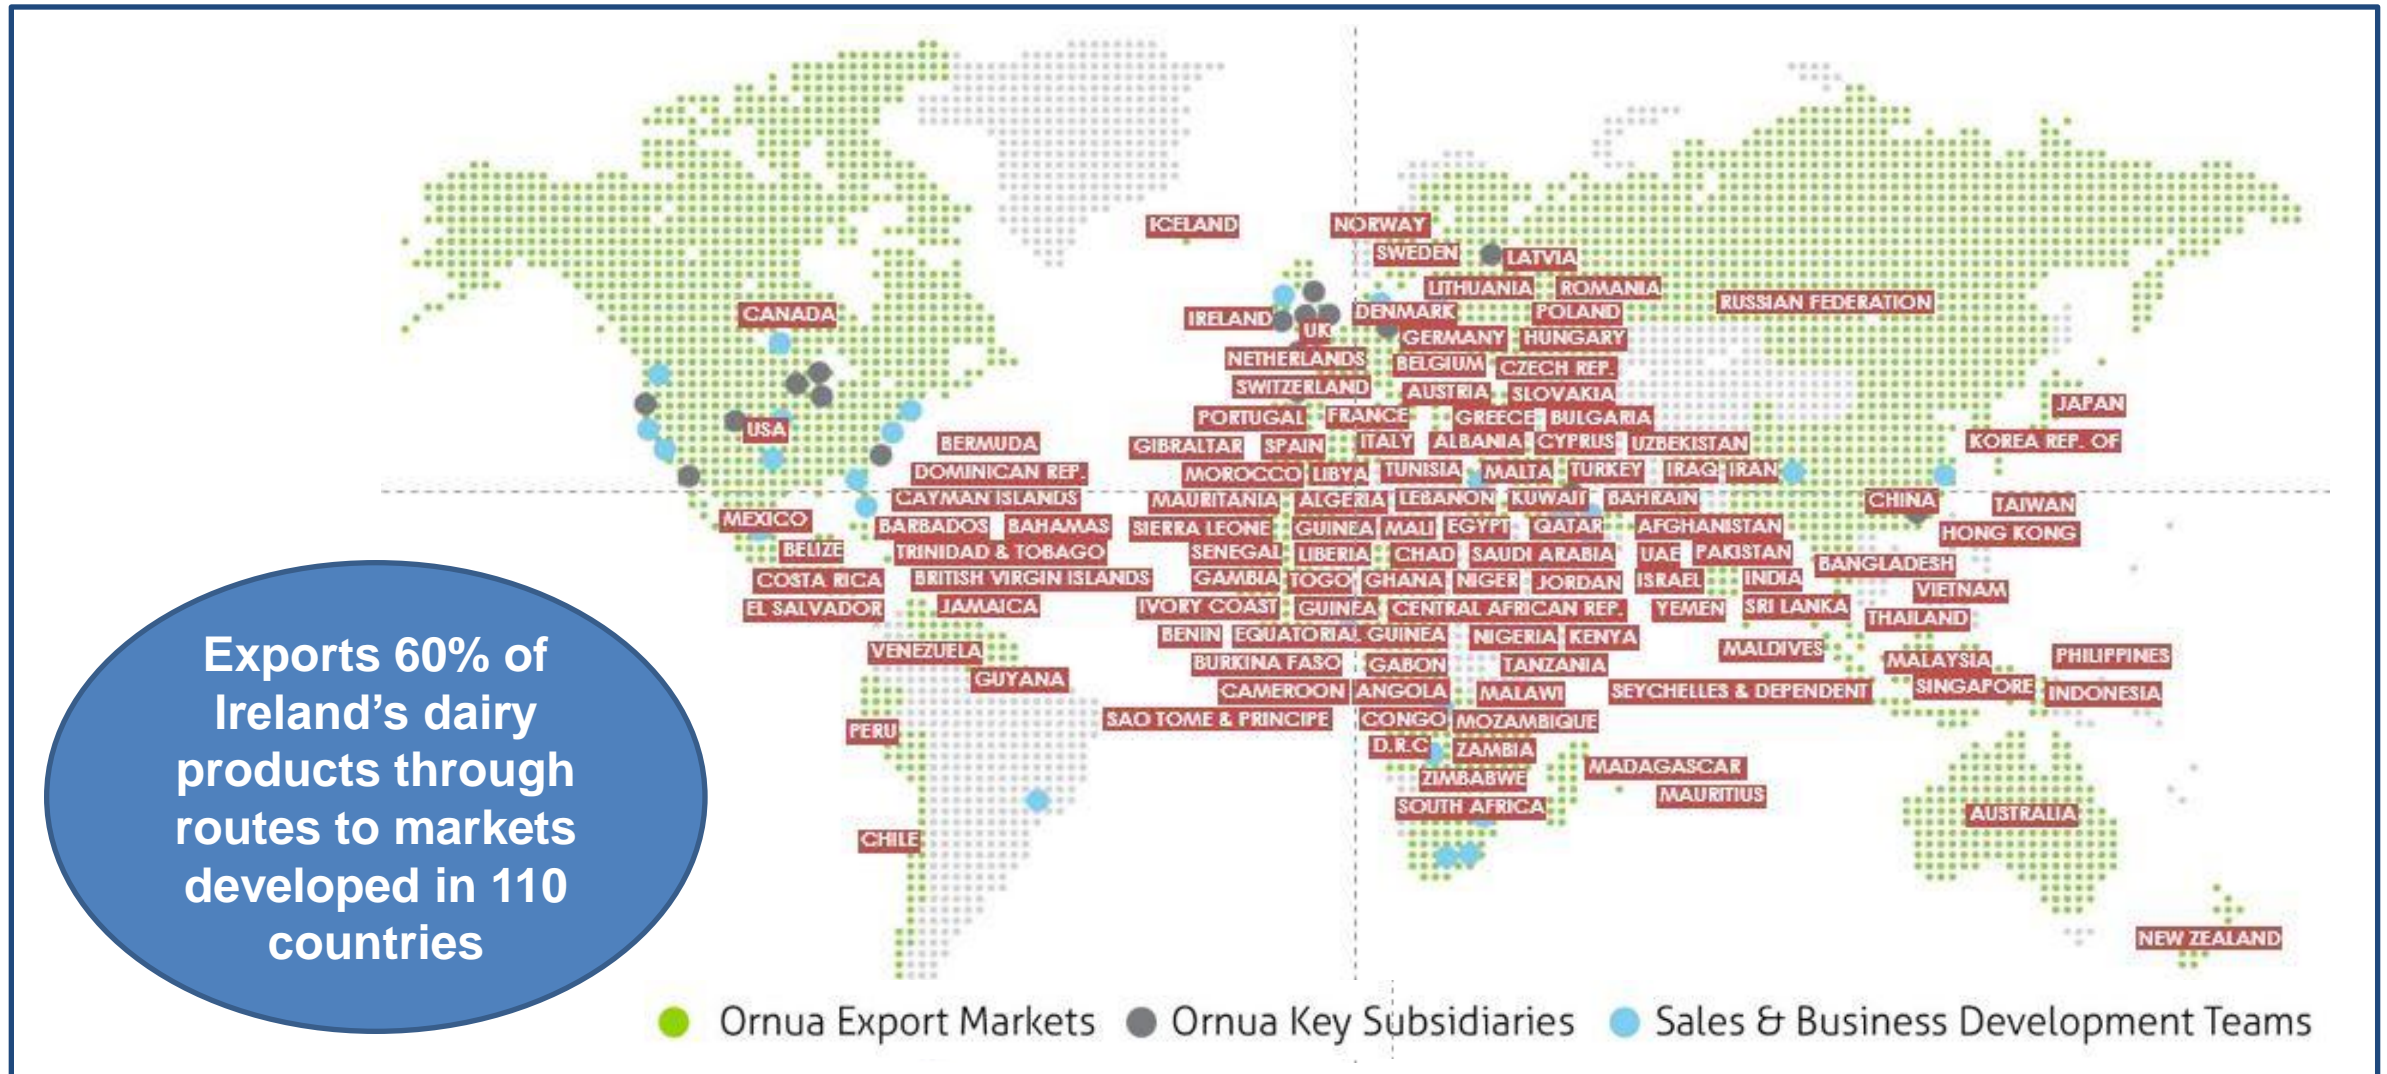 ICELAND
NORWAY
SWEDEN
LATVIA
LITHUANIA
ROMANIA
RUSSIAN FEDERATION
CANADA
IRELAND
UK
DENMARK
POLAND
GERMANY
HUNGARY
NETHERLANDS
BELGIUM
CZECH REP.
SWITZERLAND
AUSTRIA
SLOVAKIA
JAPAN
PORTUGAL
FRANCE
GREECE
BULGARIA
USA
BERMUDA
GIBRALTAR
SPAIN
ITALY
ALBANIA
CYPRUS
UZBEKISTAN
KOREA REP. OF
DOMINICAN REP.
MOROCCO
LIBYA
TUNISIA
MALTA
TURKEY
IRAQ
IRAN
CAYMAN ISLANDS
MAURITANIA
ALGERIA
LEBANON
KUWAIT
BAHRAIN
CHINA
TAIWAN
MEXICO
BARBADOS
BAHAMAS
SIERRA LEONE
GUINEA
MALI
EGYPT
QATAR
AFGHANISTAN
HONG KONG
BELIZE
TRINIDAD & TOBAGO
SENEGAL
LIBERIA
CHAD
SAUDI ARABIA
UAE
PAKISTAN
BANGLADESH
COSTA RICA
BRITISH VIRGIN ISLANDS
GAMBIA
TOGO
GHANA
NIGER
JORDAN
ISRAEL
INDIA
VIETNAM
EL SALVADOR
JAMAICA
IVORY COAST
GUINEA
CENTRAL AFRICAN REP.
YEMEN
SRI LANKA
THAILAND
BENIN
EQUATORIAL GUINEA
NIGERIA
KENYA
VENEZUELA
MALDIVES
MALAYSIA
PHILIPPINES
BURKINA FASO
GABON
TANZANIA
GUYANA
CAMEROON
ANGOLA
MALAWI
SEYCHELLES & DEPENDENT
SINGAPORE
INDONESIA
SAO TOME & PRINCIPE
CONGO
MOZAMBIQUE
PERU
D.R.C
ZAMBIA
ZIMBABWE
MADAGASCAR
MAURITIUS
SOUTH AFRICA
AUSTRALIA
CHILE
NEW ZEALAND
Exports 60% of
Ireland's dairy
products through
routes to markets
developed in 110
countries
Ornua Export Markets
Ornua Key Subsidiaries
Sales & Business Development Teams